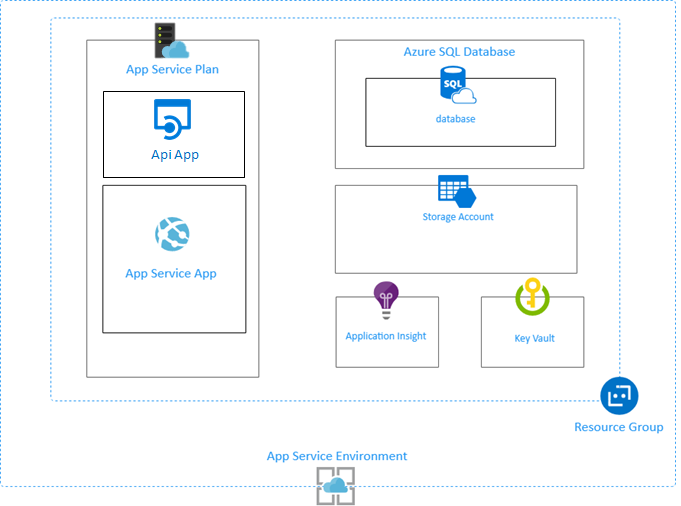 App Service Plan
Api App
App Service App
Azure SQL Database
SQL
database
Storage Account
Application Insight
Key Vault
Resource Group
App Service Environment